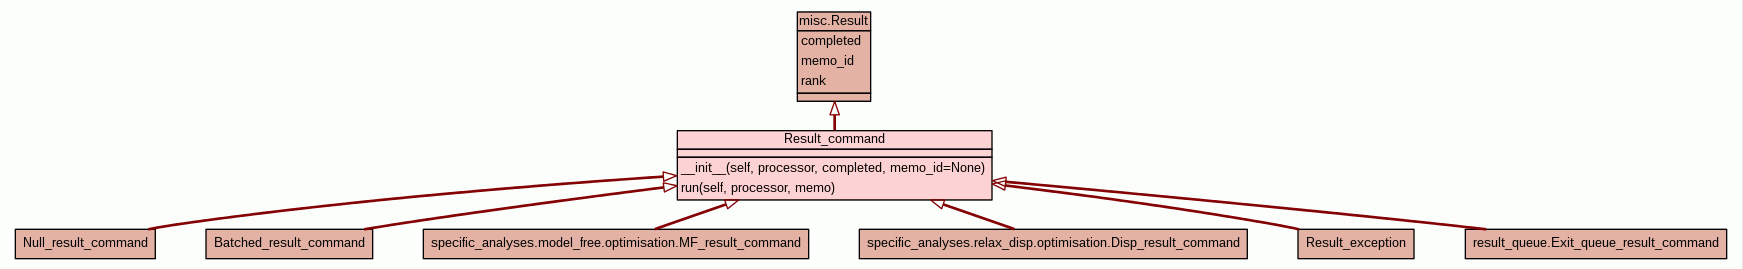 misc.Result
completed
memo_id
rank
Result_command
__init__(self, processor, completed, memo_id=None)
run(self, processor, memo)
Null_result_command
Batched_result_command
specific_analyses.model_free.optimisation.MF_result_command
specific_analyses.relax_disp.optimisation.Disp_result_command
Result_exception
result_queue.Exit_queue_result_command